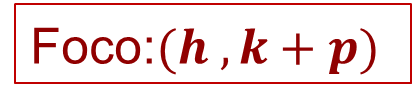 Foco:(h , k + p)